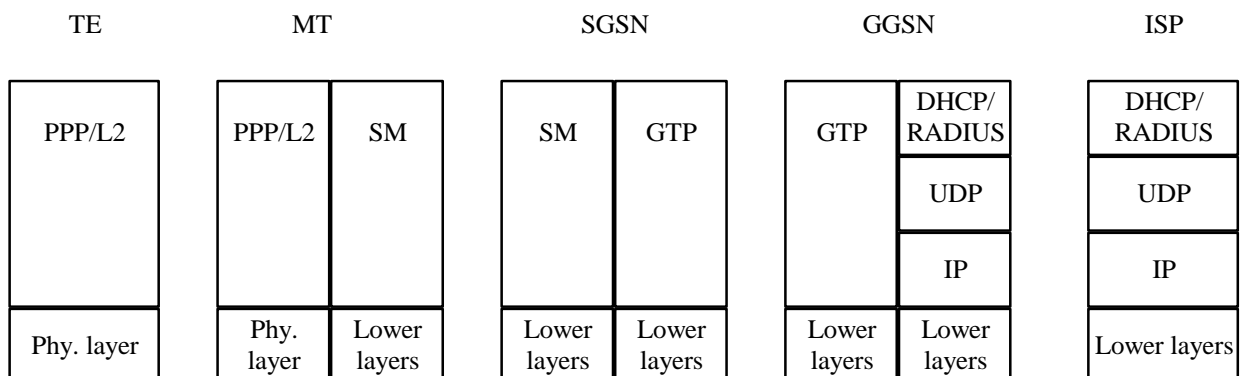 TE MT SGSN GGSN ISP
PPP/L2
PPP/L2
SM
SM
GTP
GTP
DHCP/
RADIUS
UDP
IP
DHCP/
RADIUS
UDP
IP
Phy. layer
Phy.
layer
Lower
layers
Lower
layers
Lower
layers
Lower
layers
Lower
layers
Lower layers